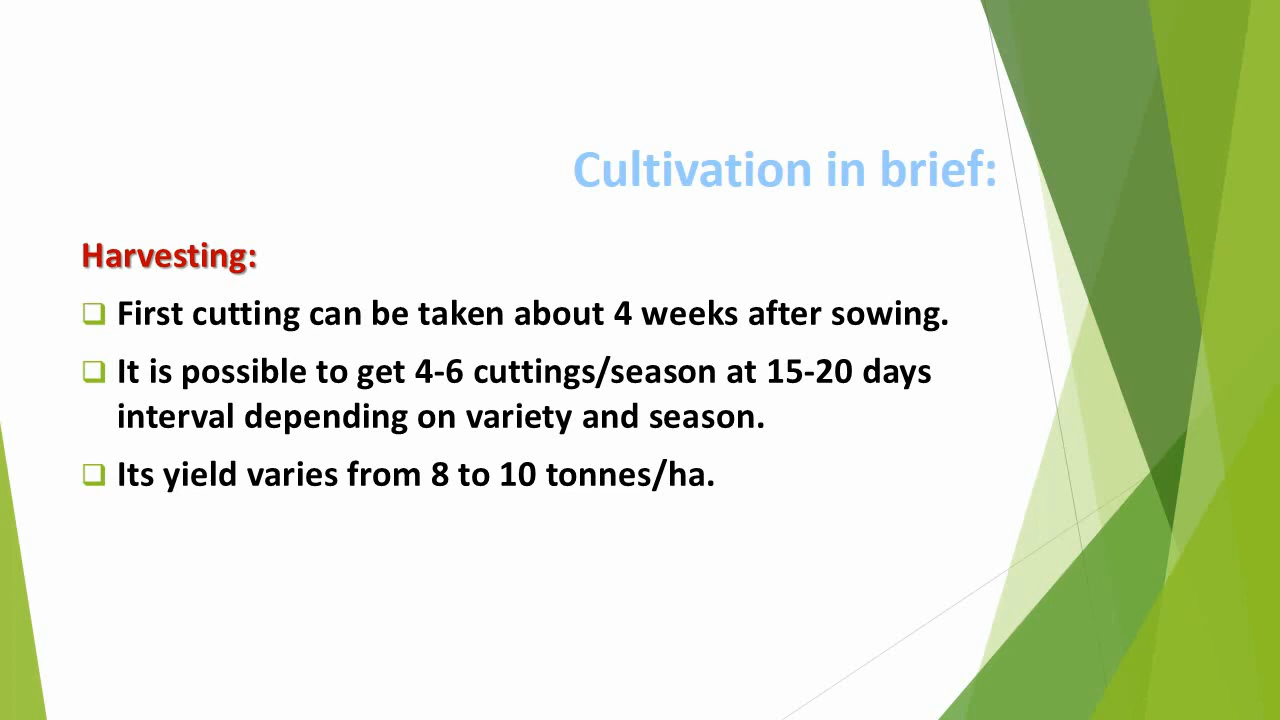 Cultivation in brief:
Harvesting:
First cutting can be taken about 4 weeks after sowing.
It is possible to get 4-6 cuttings/season at 15-20 days
interval depending on variety and season.
Its yield varies from 8 to 10 tonnes/ha.